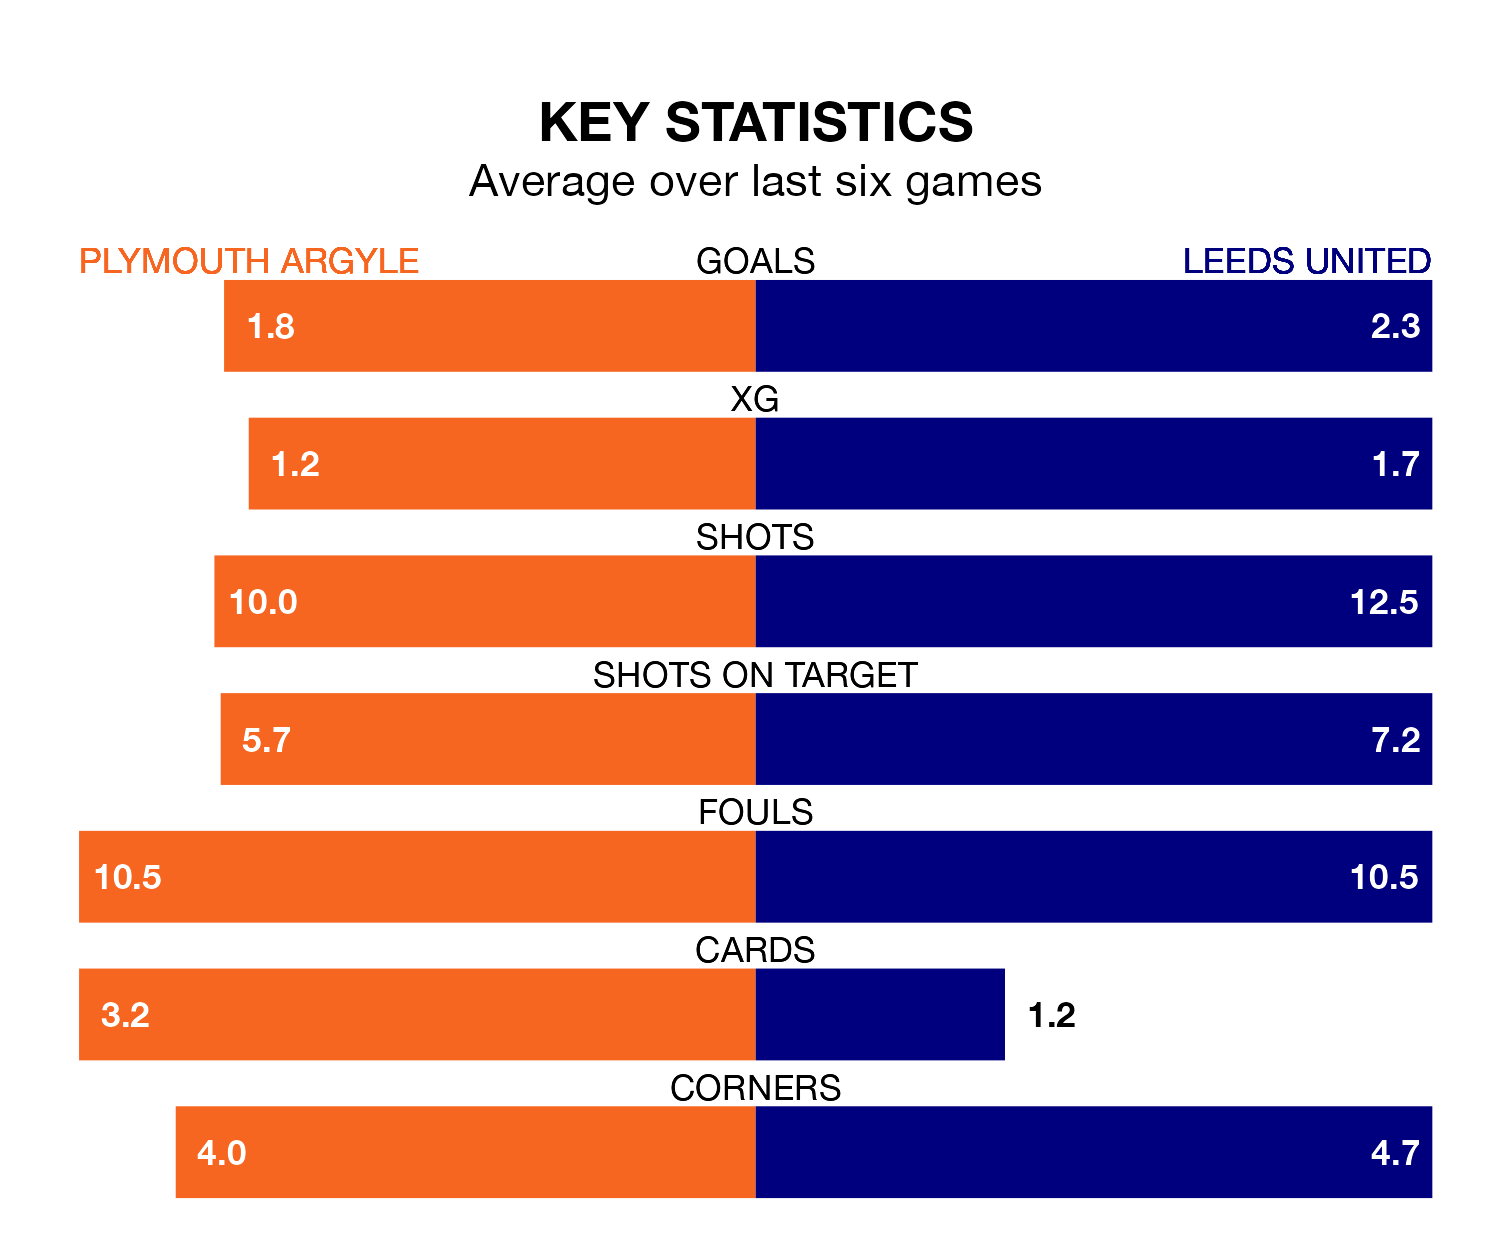 KEY STATISTICS
Average over last six games
PLYMOUTH ARGYLE GOALS LEEDS UNITED
1.8 2.3
XG
1.2 1.7
SHOTS
10.0 12.5
SHOTS ON TARGET
5.7 7.2
FOULS
10.5 10.5
CARDS
3.2 1.2
CORNERS
4.0 4.7